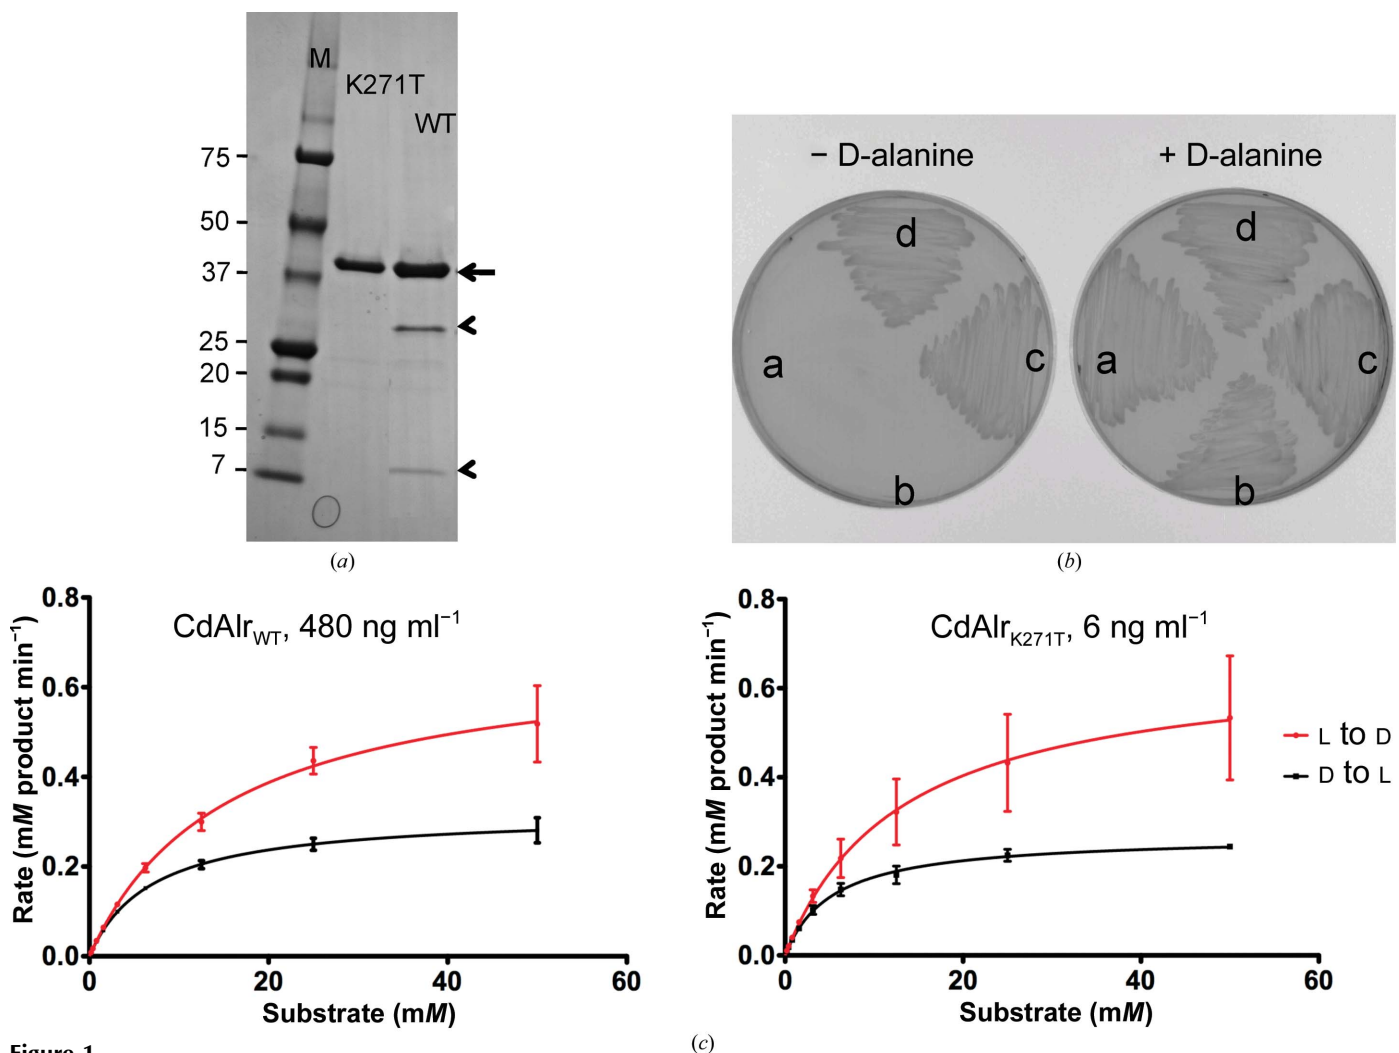 M
K271T
WT
75
50
37
25
20
15
7
(a)
− D-alanine
+ D-alanine
d
a
c
b
d
a
c
b
(b)
0.8
0.6
0.4
0.2
0.0
Rate (mM product min⁻¹)
CdAlrWT, 480 ng ml⁻¹
0
20
40
60
Substrate (mM)
0.8
0.6
0.4
0.2
0.0
Rate (mM product min⁻¹)
CdAlrK271T, 6 ng ml⁻¹
L to D
D to L
0
20
40
60
Substrate (mM)
(c)
Figure 1